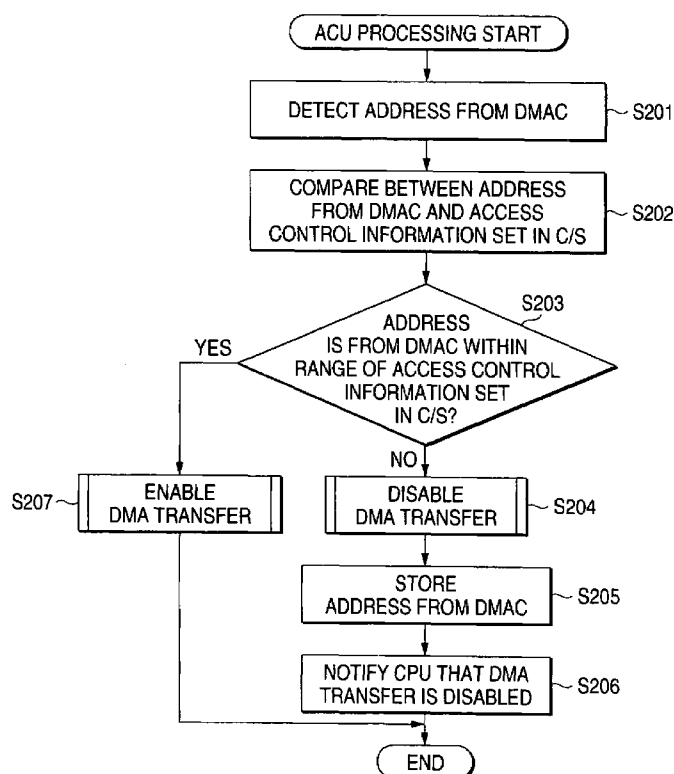 ACU PROCESSING START
DETECT ADDRESS FROM DMAC
S201
COMPARE BETWEEN ADDRESS
FROM DMAC AND ACCESS
CONTROL INFORMATION SET IN C/S
S202
S203
ADDRESS
IS FROM DMAC WITHIN
RANGE OF ACCESS CONTROL
INFORMATION SET
IN C/S?
YES
NO
S207
ENABLE
DMA TRANSFER
DISABLE
DMA TRANSFER
S204
STORE
ADDRESS FROM DMAC
S205
NOTIFY CPU THAT DMA
TRANSFER IS DISABLED
S206
END